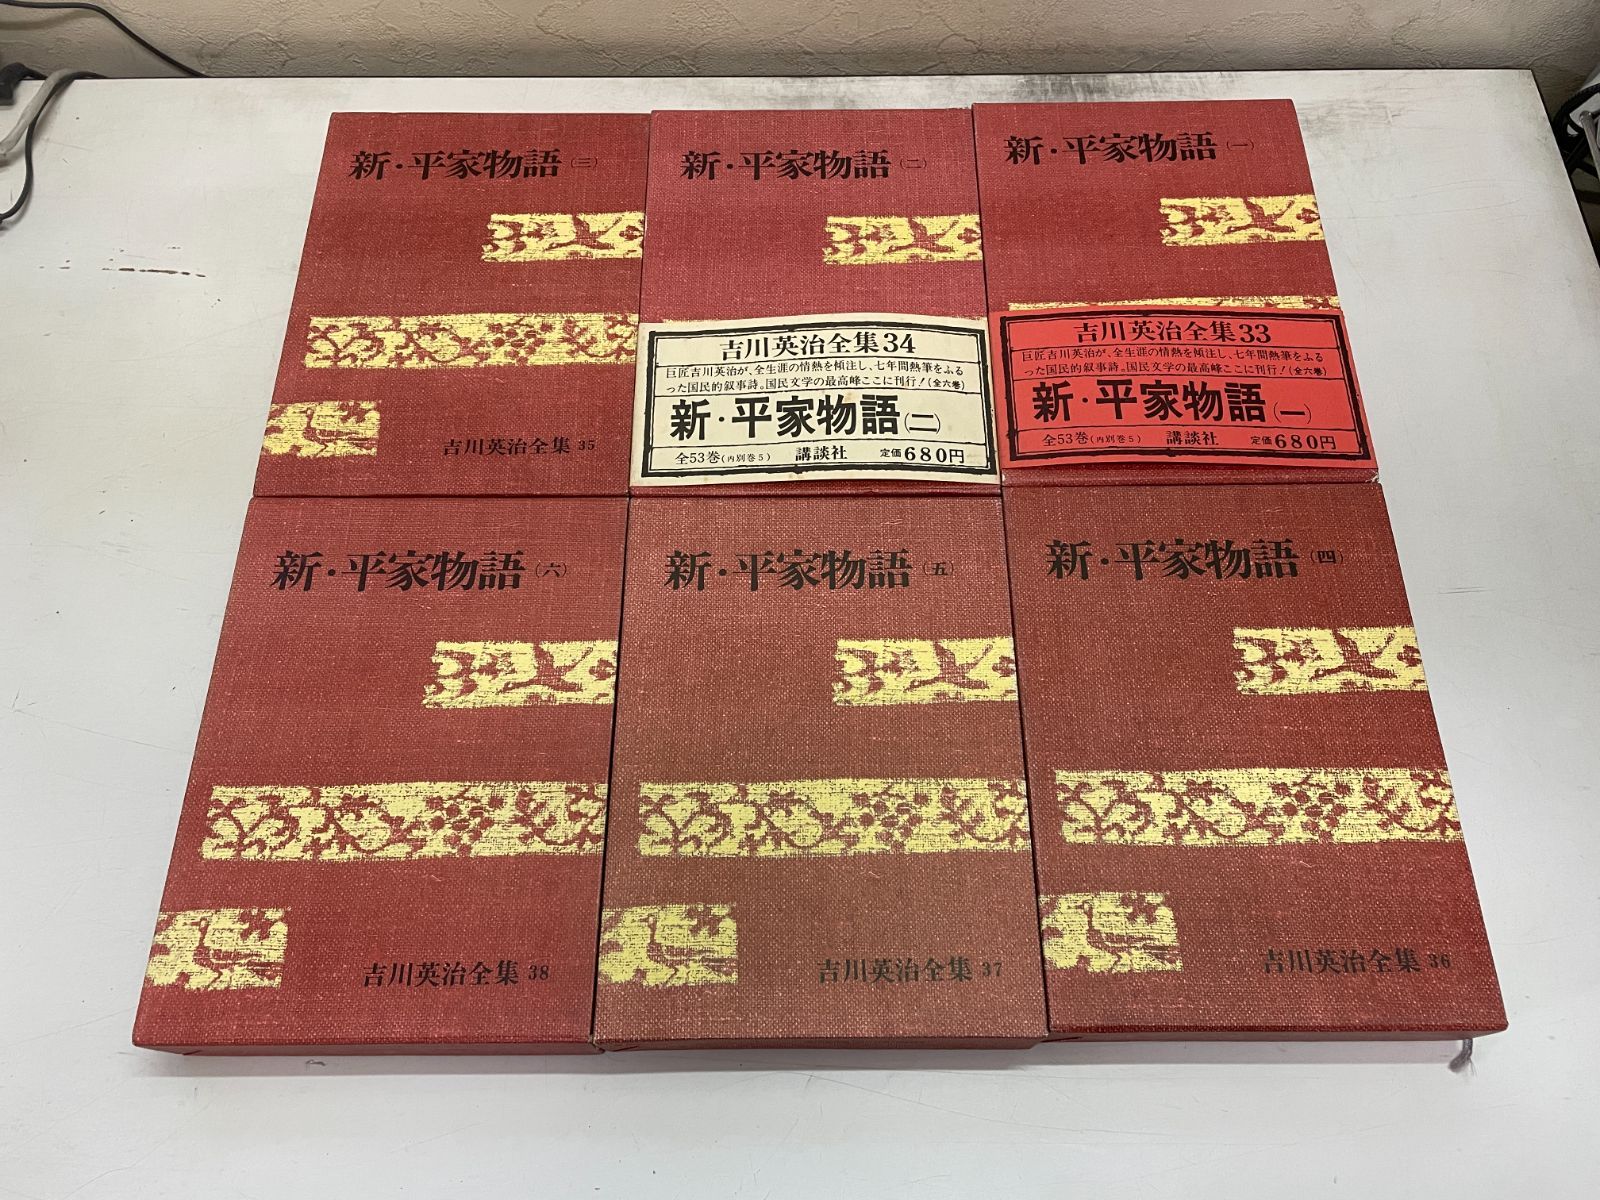 新・平家物語(三)
吉川英治全集 35
新・平家物語(二)
吉川英治全集34
巨匠吉川英治が、全生涯の情熱を傾注し、七年間熱筆をふる
った国民的叙事詩。国民文学の最高峰ここに刊行!(全六巻)
新・平家物語(二)
全53巻(内別巻5) 講談社 定価680円
新・平家物語(一)
吉川英治全集33
巨匠吉川英治が、全生涯の情熱を傾注し、七年間熱筆をふる
った国民的叙事詩。国民文学の最高峰ここに刊行!(全六巻)
新・平家物語(一)
全53巻(内別巻5) 講談社 定価680円
新・平家物語(六)
吉川英治全集 38
新・平家物語(五)
吉川英治全集 37
新・平家物語(四)
吉川英治全集 36